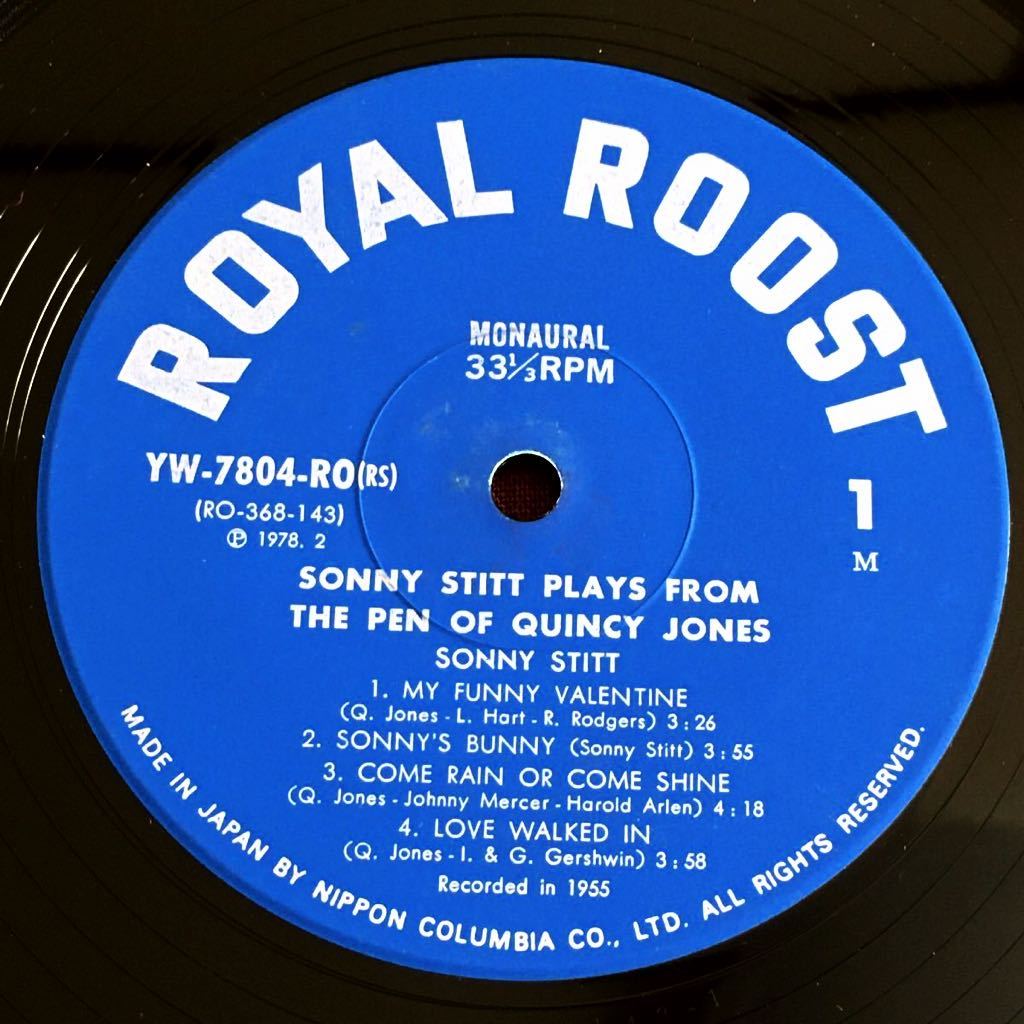 ROYAL ROOST
MONAURAL
33⅓RPM
YW-7804-RO(RS)
(RO-368-143)
℗ 1978. 2
1
M
SONNY STITT PLAYS FROM
THE PEN OF QUINCY JONES
SONNY STITT
1. MY FUNNY VALENTINE
(Q. Jones - L. Hart - R. Rodgers) 3:26
2. SONNY'S BUNNY (Sonny Stitt) 3:55
3. COME RAIN OR COME SHINE
(Q. Jones - Johnny Mercer - Harold Arlen) 4:18
4. LOVE WALKED IN
(Q. Jones - I. & G. Gershwin) 3:58
Recorded in 1955
MADE IN JAPAN BY NIPPON COLUMBIA CO., LTD. ALL RIGHTS RESERVED.